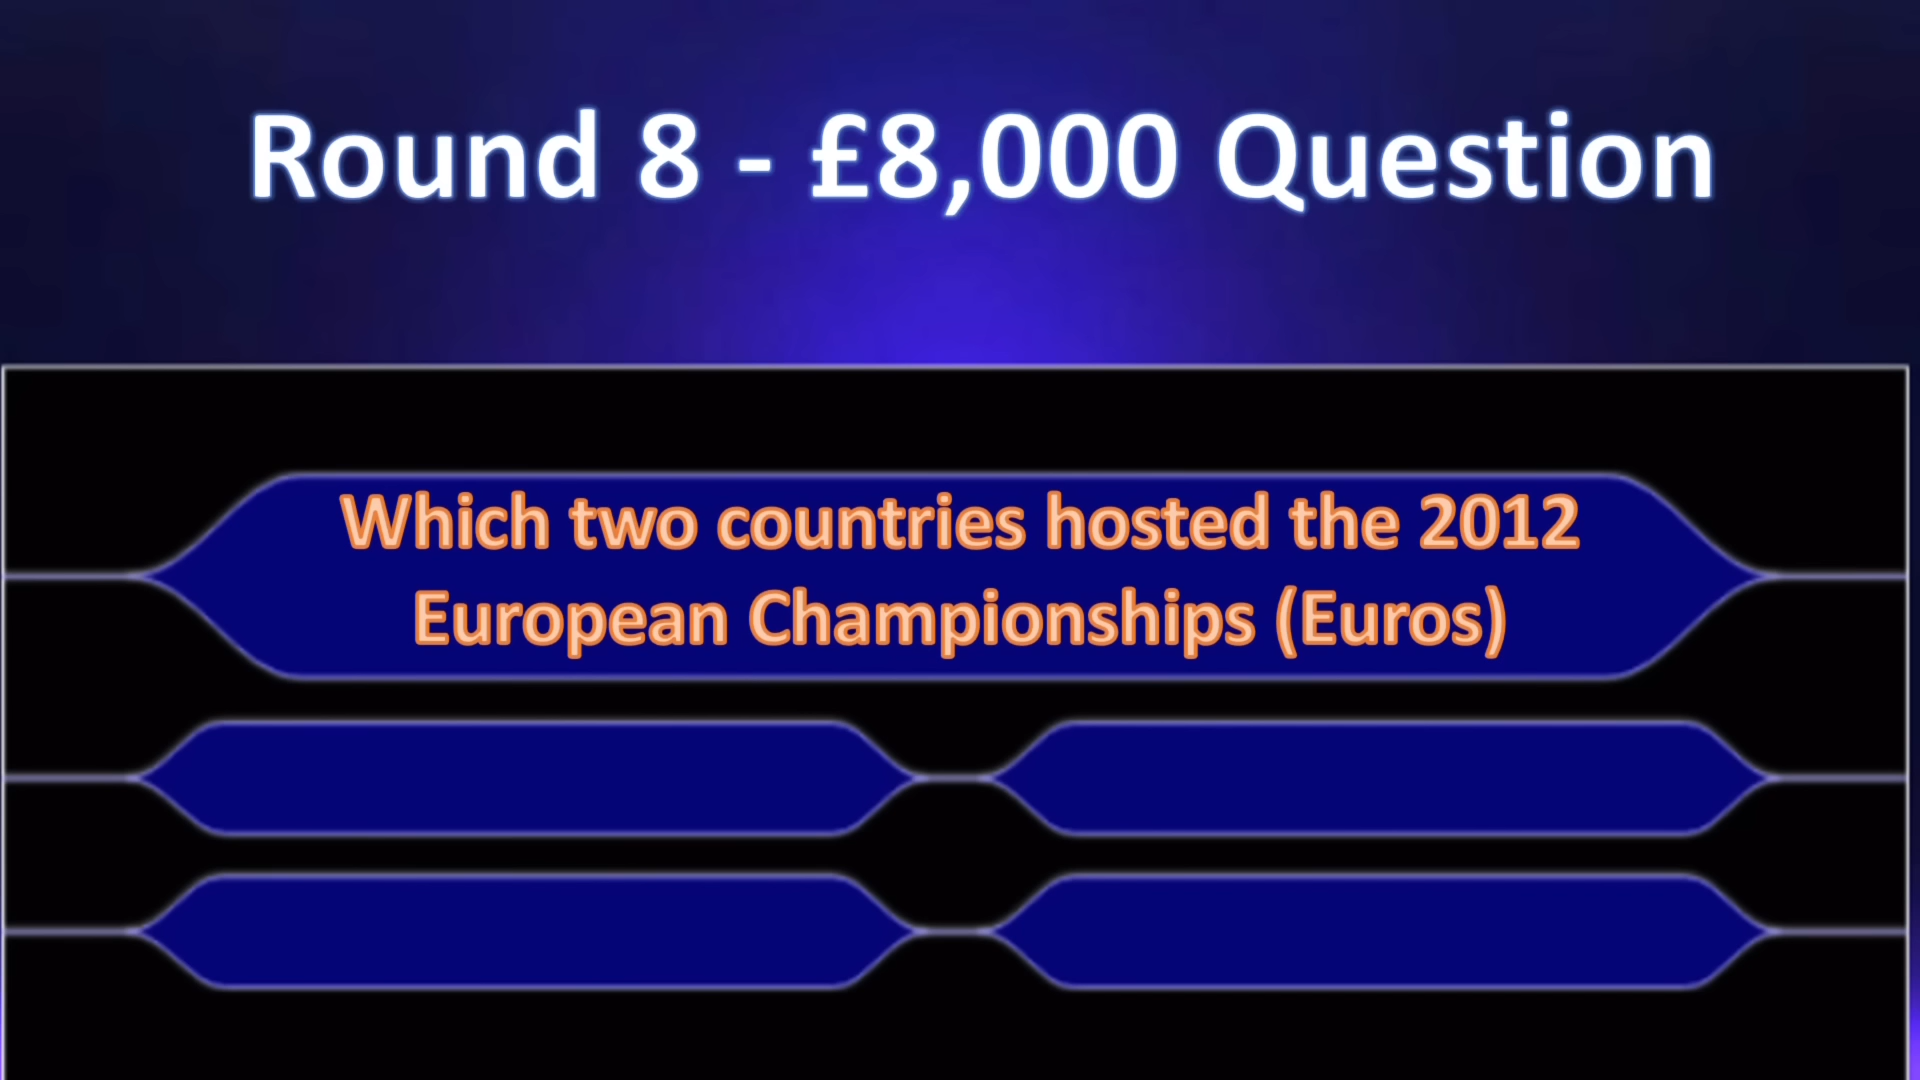 Round 8 - £8,000 Question
Which two countries hosted the 2012
European Championships (Euros)